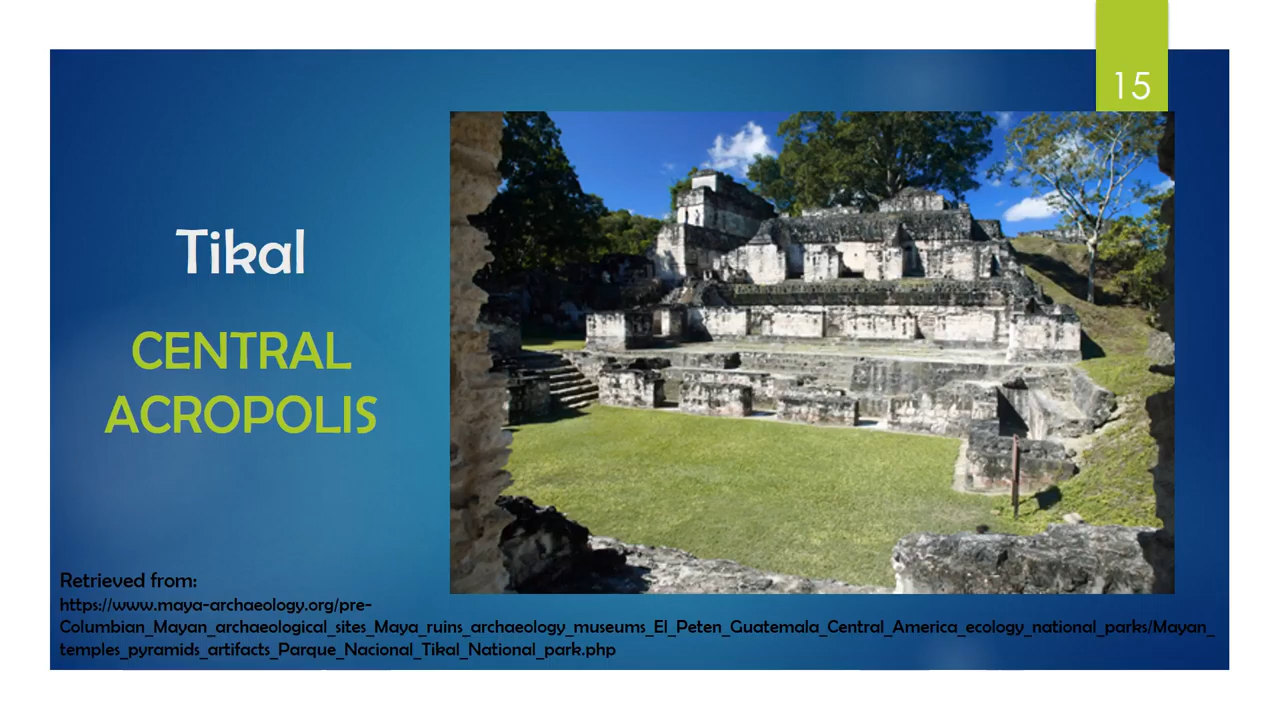 15
Tikal
CENTRAL
ACROPOLIS
Retrieved from:
https://www.maya-archaeology.org/pre-
Columbian_Mayan_archaeological_sites_Maya_ruins_archaeology_museums_El_Peten_Guatemala_Central_America_ecology_national_parks/Mayan_
temples_pyramids_artifacts_Parque_Nacional_Tikal_National_park.php